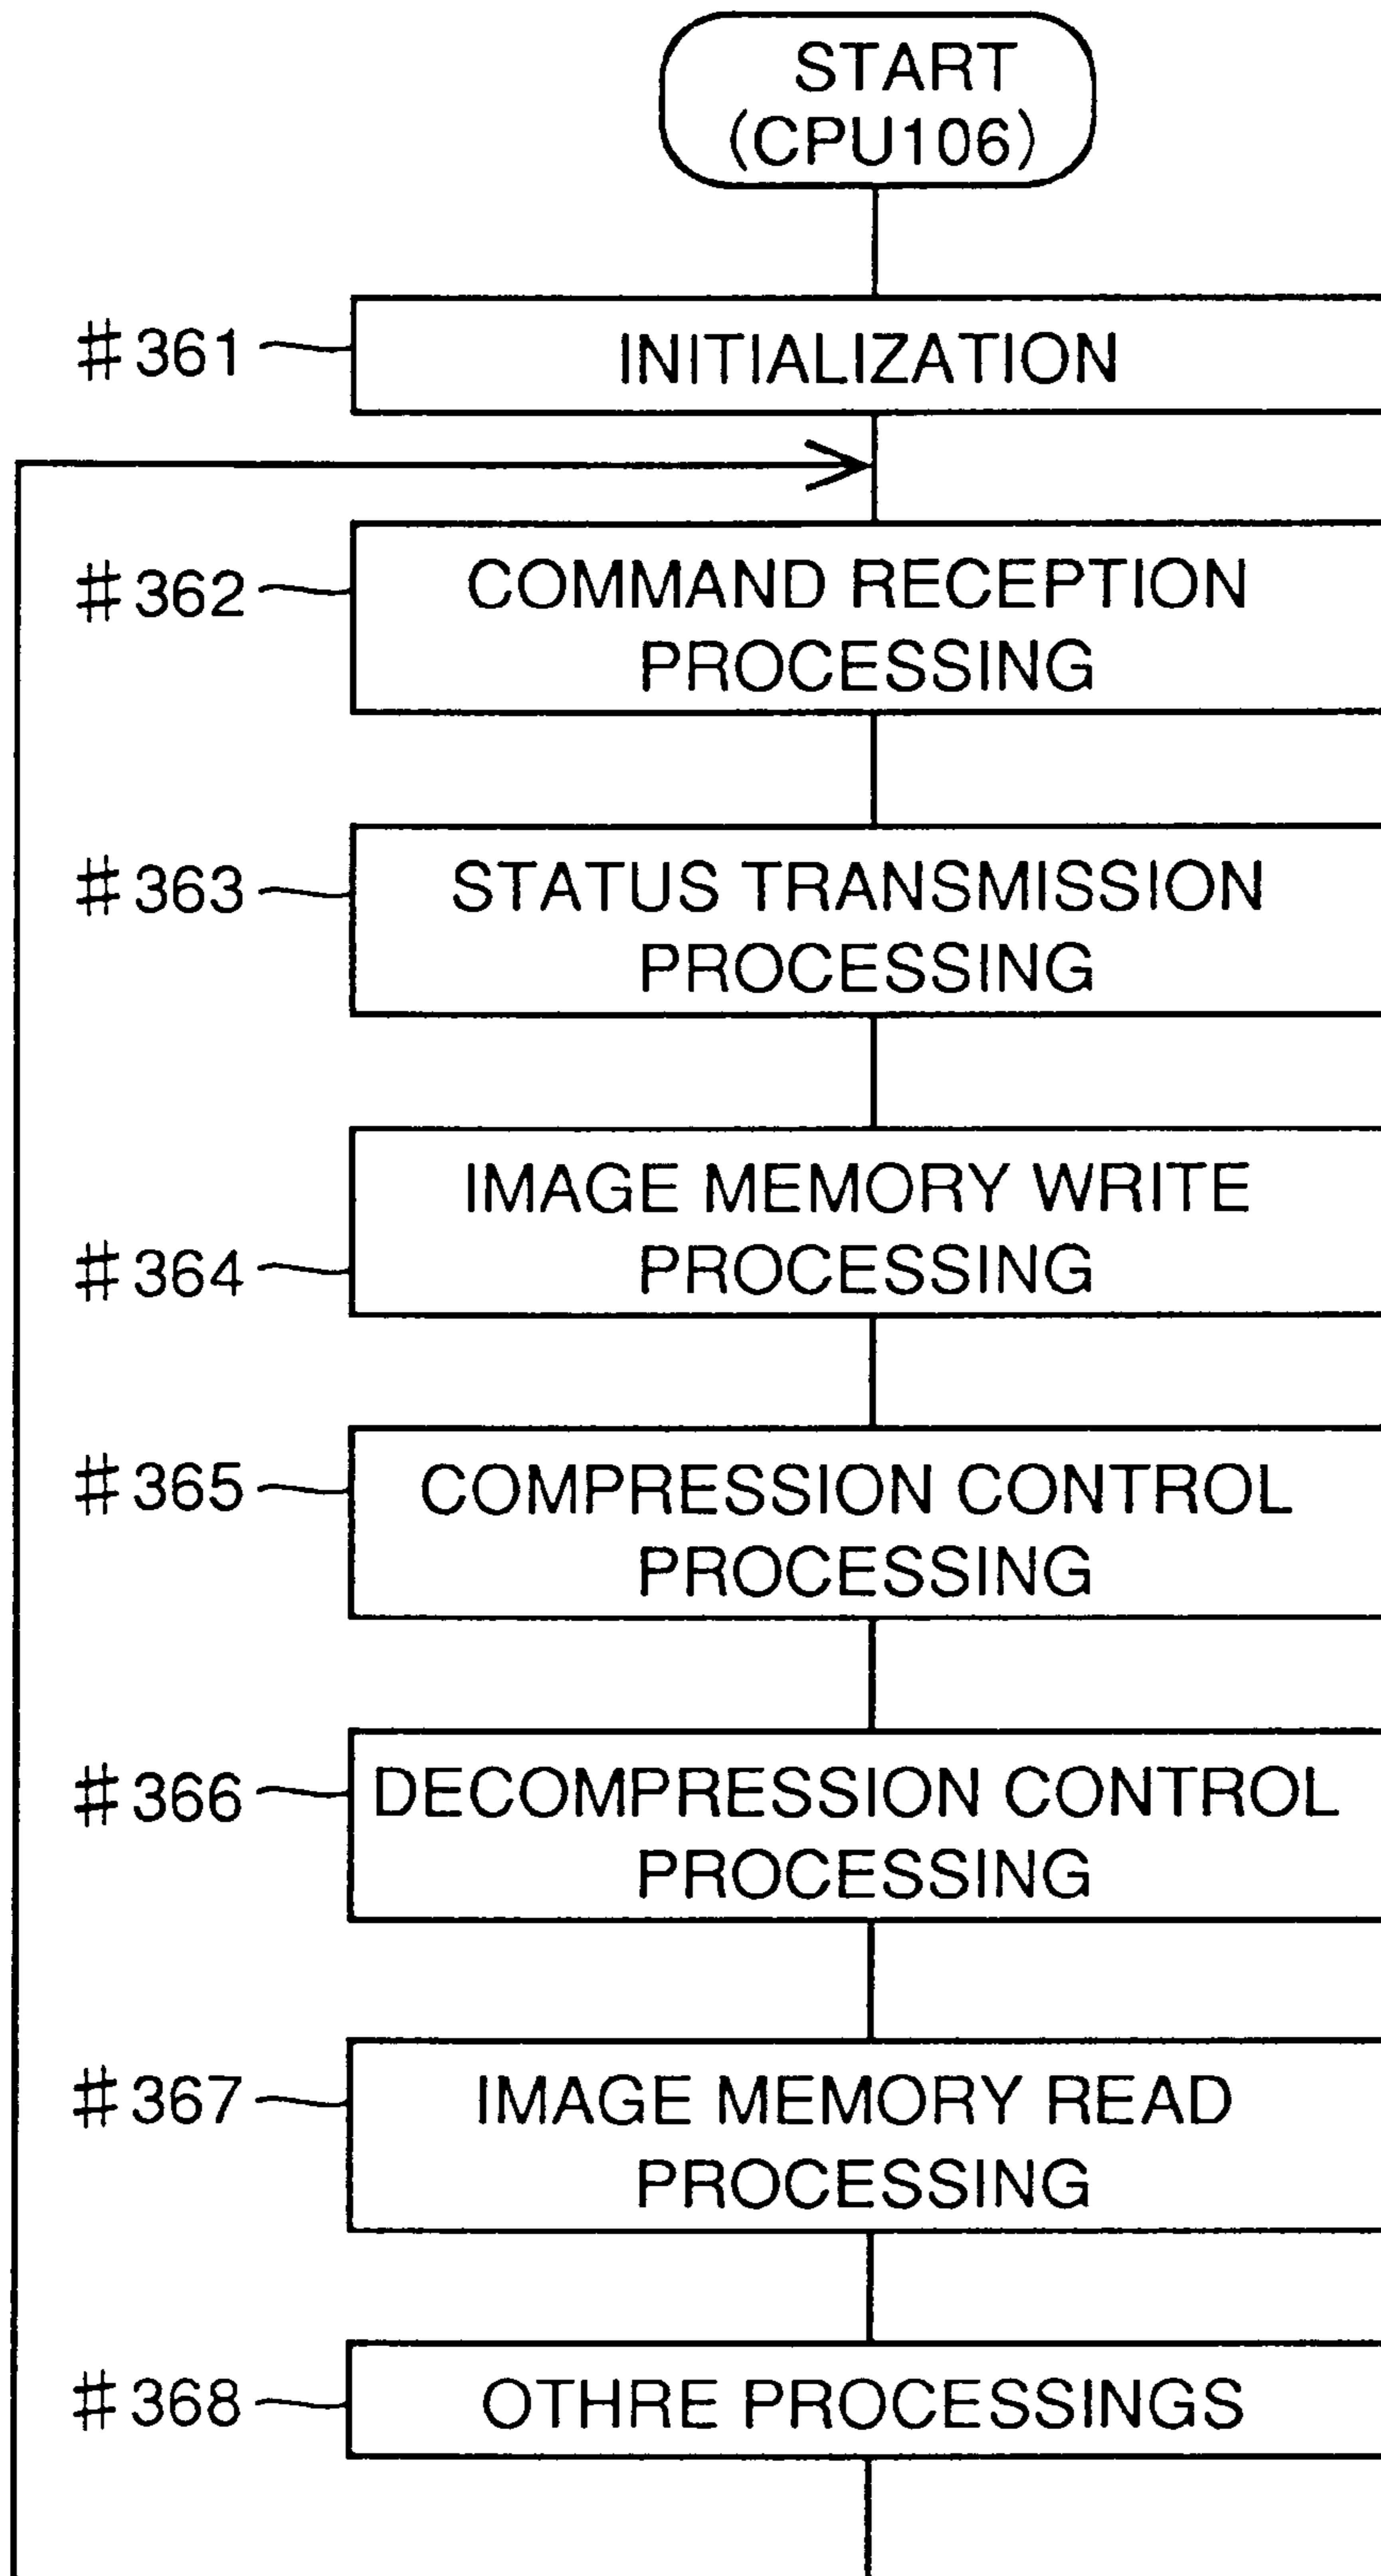 START
(CPU106)
#361
INITIALIZATION
#362
COMMAND RECEPTION
PROCESSING
#363
STATUS TRANSMISSION
PROCESSING
#364
IMAGE MEMORY WRITE
PROCESSING
#365
COMPRESSION CONTROL
PROCESSING
#366
DECOMPRESSION CONTROL
PROCESSING
#367
IMAGE MEMORY READ
PROCESSING
#368
OTHRE PROCESSINGS